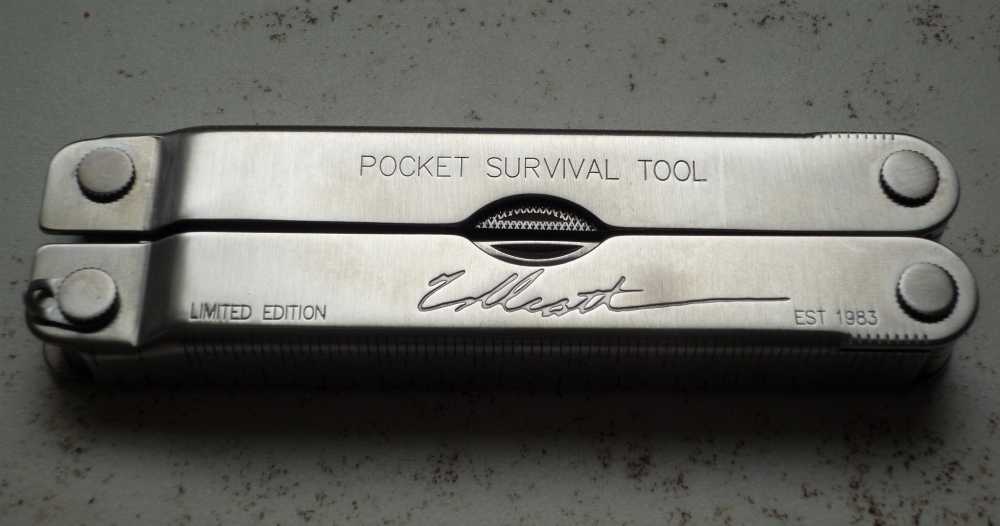 POCKET SURVIVAL TOOL
LIMITED EDITION
EST 1983